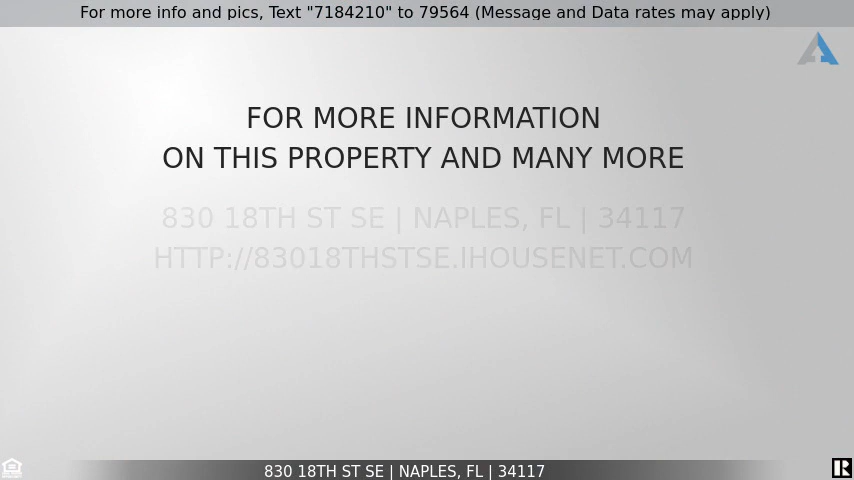 For more info and pics, Text "7184210" to 79564 (Message and Data rates may apply)
FOR MORE INFORMATION
ON THIS PROPERTY AND MANY MORE
830 18TH ST SE | NAPLES, FL | 34117
HTTP://83018THSTSE.IHOUSENET.COM
830 18TH ST SE | NAPLES, FL | 34117